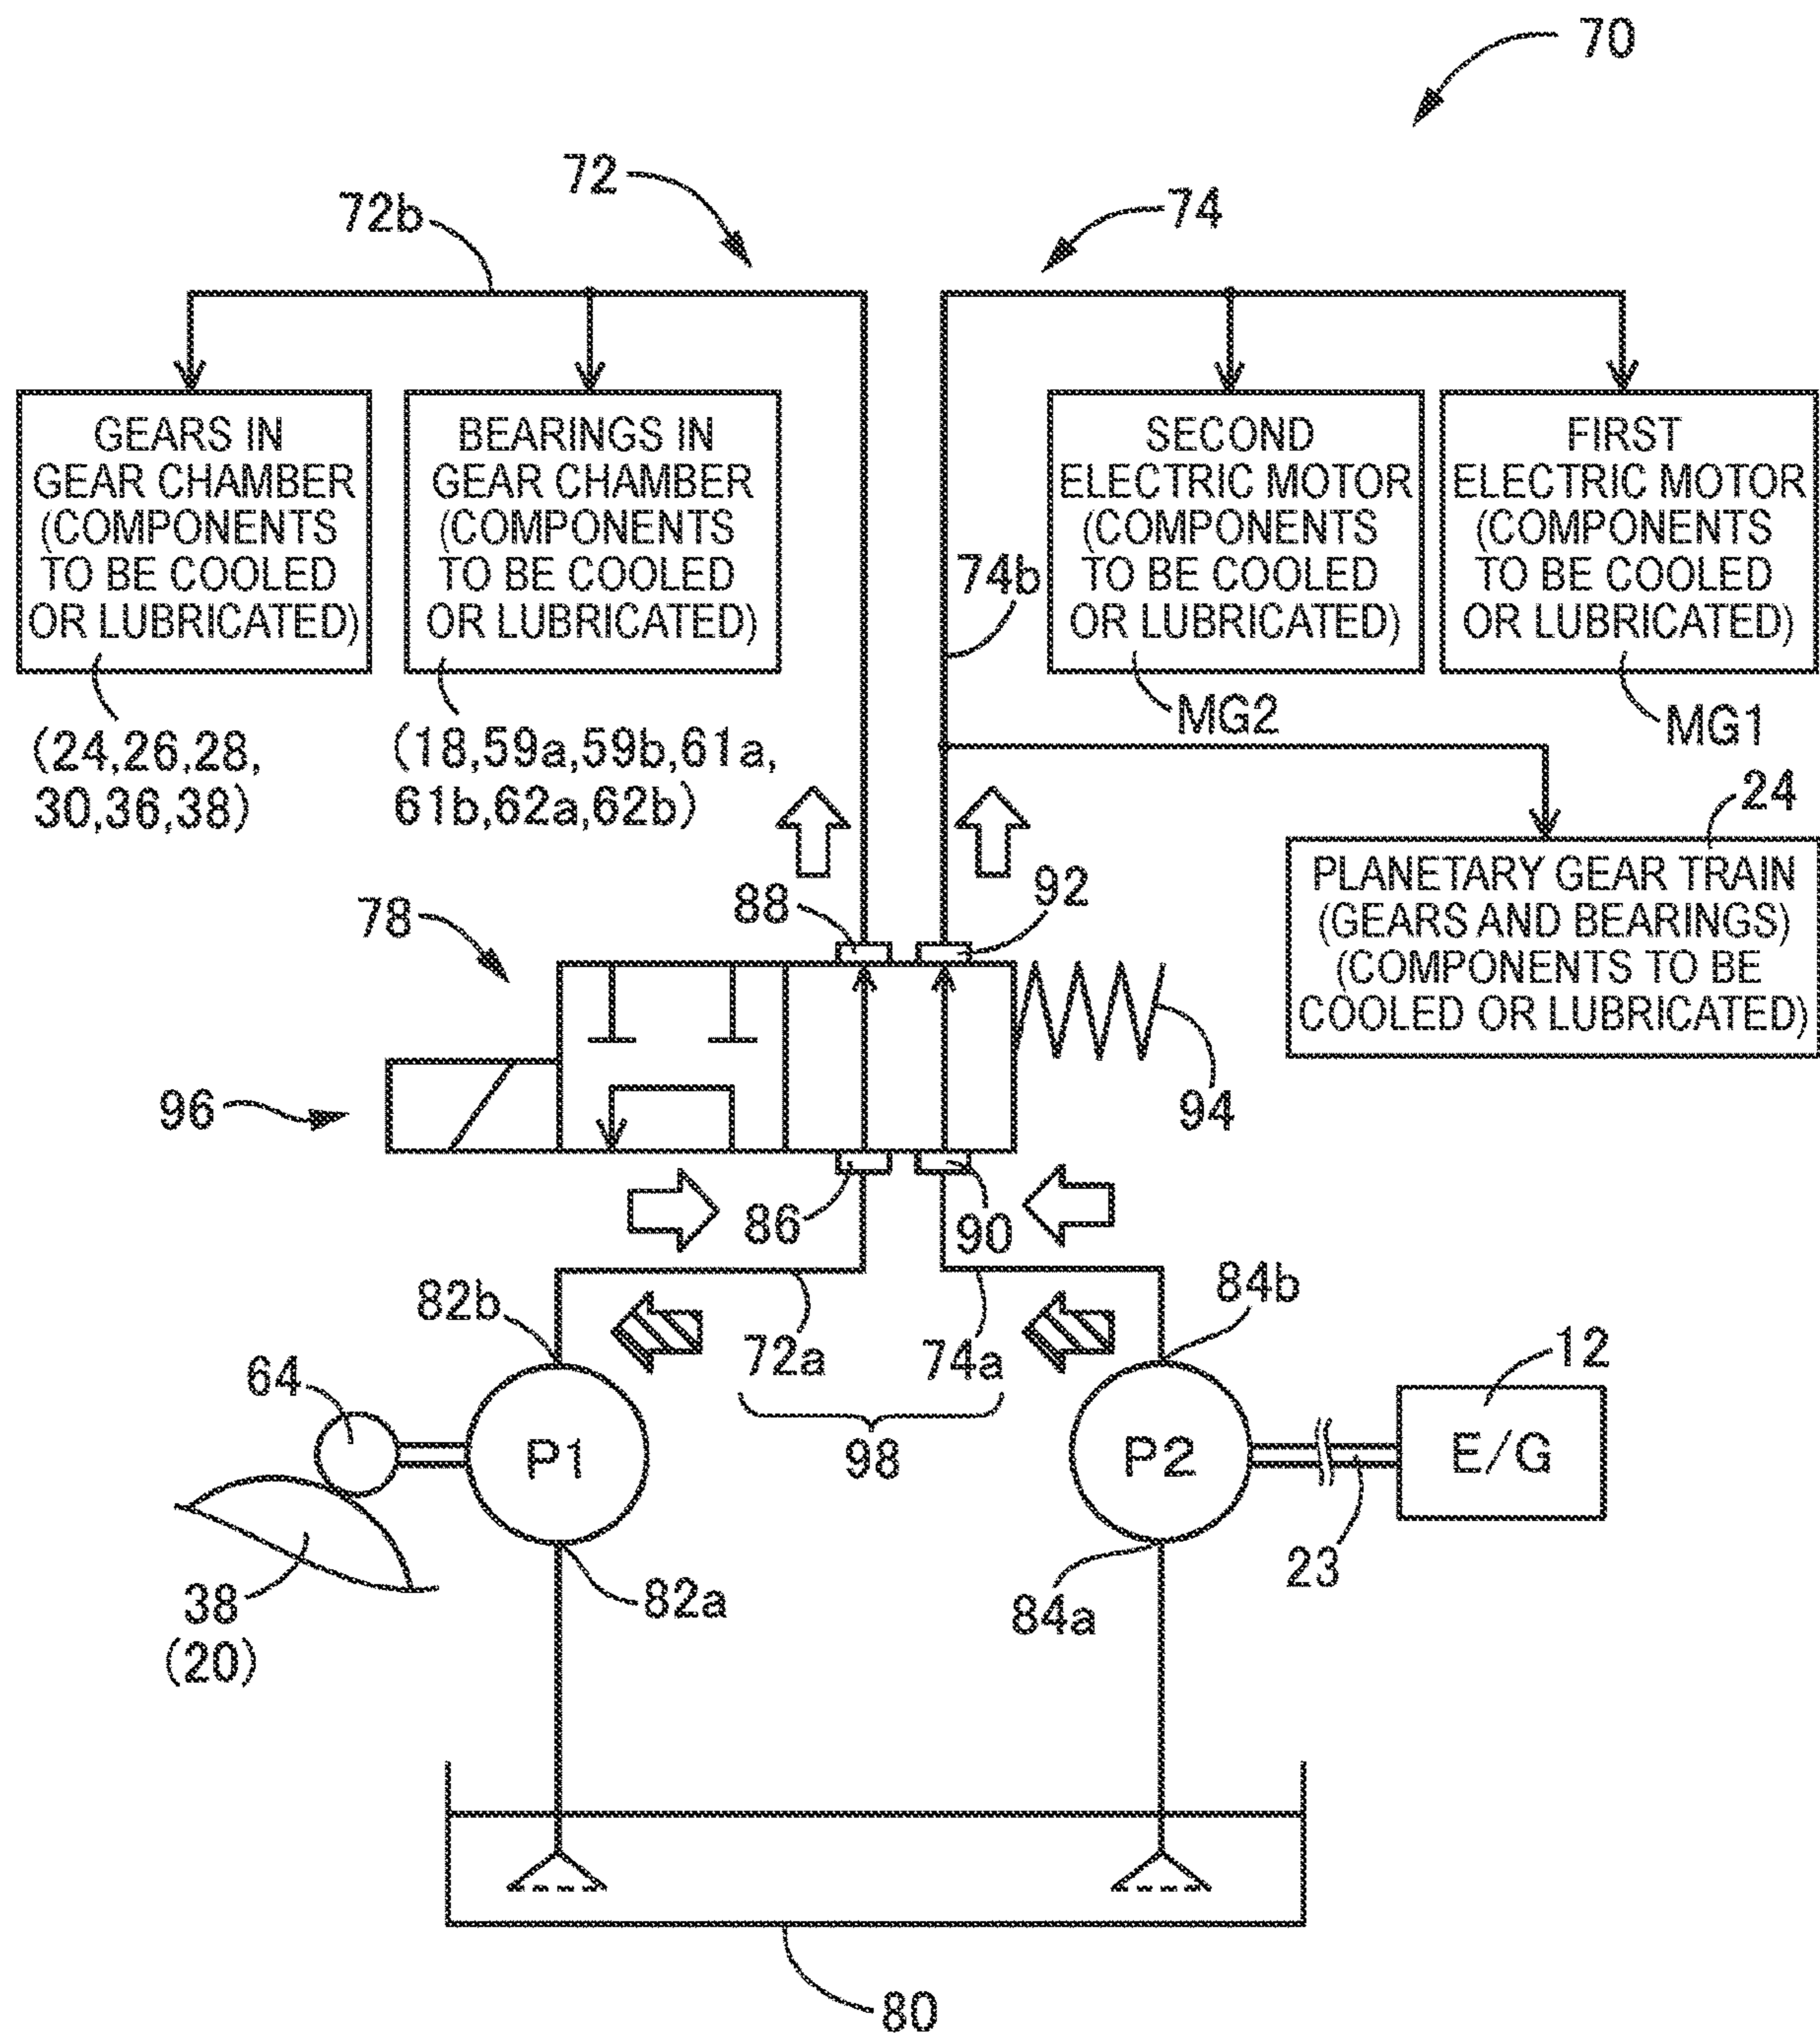 70
72
72b
74
GEARS IN
GEAR CHAMBER
(COMPONENTS
TO BE COOLED
OR LUBRICATED)
BEARINGS IN
GEAR CHAMBER
(COMPONENTS
TO BE COOLED
OR LUBRICATED)
SECOND
ELECTRIC MOTOR
(COMPONENTS
TO BE COOLED
OR LUBRICATED)
FIRST
ELECTRIC MOTOR
(COMPONENTS
TO BE COOLED
OR LUBRICATED)
74b
(24,26,28,
30,36,38)
(18,59a,59b,61a,
61b,62a,62b)
MG2
MG1
24
PLANETARY GEAR TRAIN
(GEARS AND BEARINGS)
(COMPONENTS TO BE
COOLED OR LUBRICATED)
88
92
78
96
94
86
90
82b
84b
72a
74a
98
64
P1
P2
12
E/G
23
38
(20)
82a
84a
80